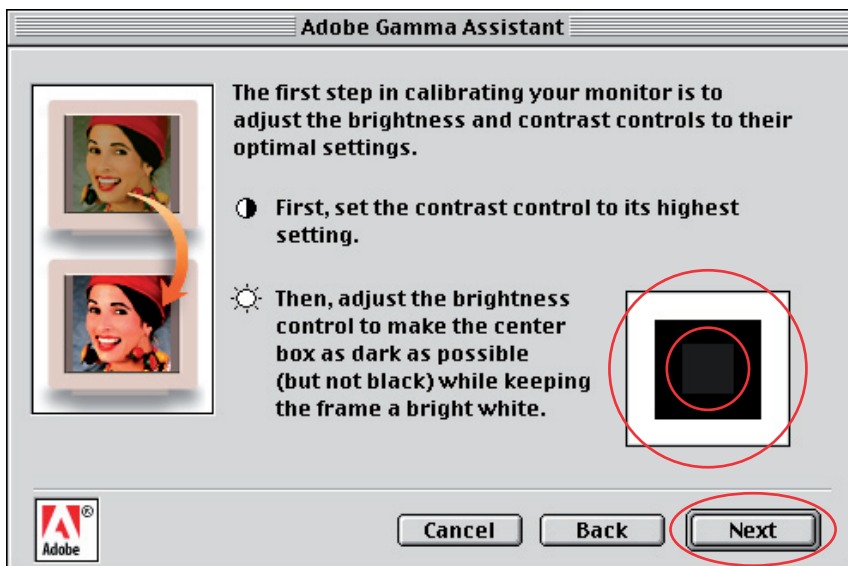 Adobe Gamma Assistant
The first step in calibrating your monitor is to
adjust the brightness and contrast controls to their
optimal settings.
First, set the contrast control to its highest
setting.
Then, adjust the brightness
control to make the center
box as dark as possible
(but not black) while keeping
the frame a bright white.
®
Adobe
Cancel
Back
Next